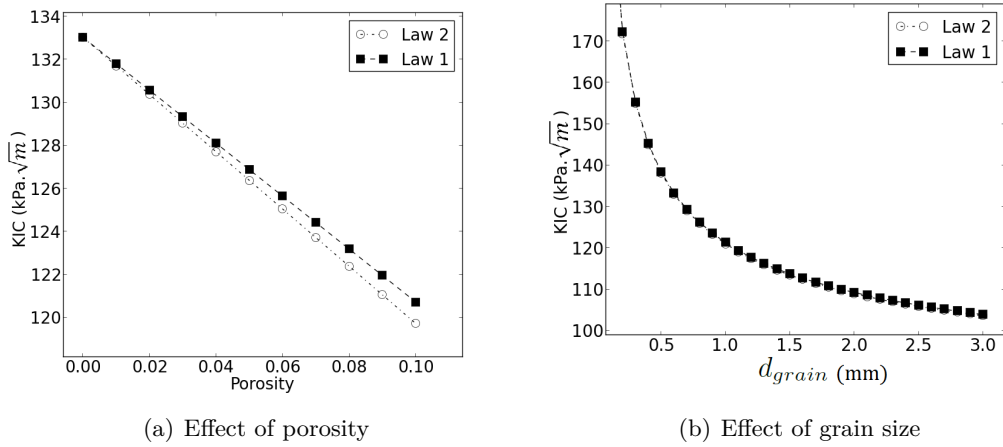 134
132
130
128
126
124
122
120
KIC (kPa.√m)
0.00 0.02 0.04 0.06 0.08 0.10
Porosity
Law 2
Law 1
(a) Effect of porosity
170
160
150
140
130
120
110
100
KIC (kPa.√m)
0.5 1.0 1.5 2.0 2.5 3.0
d_grain (mm)
Law 2
Law 1
(b) Effect of grain size